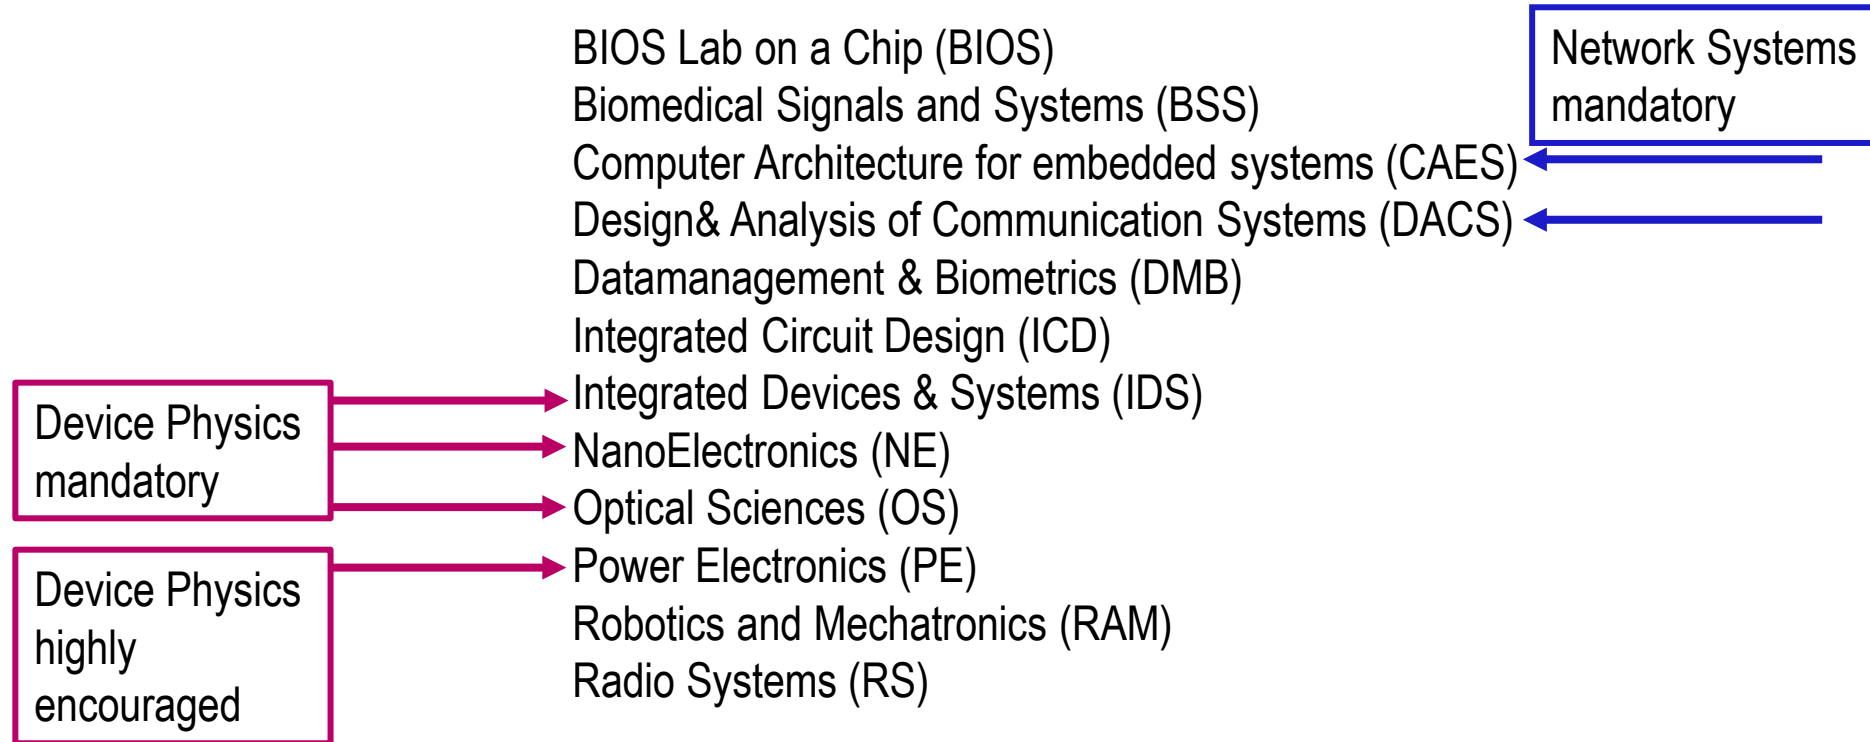 BIOS Lab on a Chip (BIOS)
Biomedical Signals and Systems (BSS)
Computer Architecture for embedded systems (CAES)
Design& Analysis of Communication Systems (DACS)
Datamanagement & Biometrics (DMB)
Integrated Circuit Design (ICD)
Integrated Devices & Systems (IDS)
NanoElectronics (NE)
Optical Sciences (OS)
Power Electronics (PE)
Robotics and Mechatronics (RAM)
Radio Systems (RS)
Network Systems
mandatory
Device Physics
mandatory
Device Physics
highly
encouraged